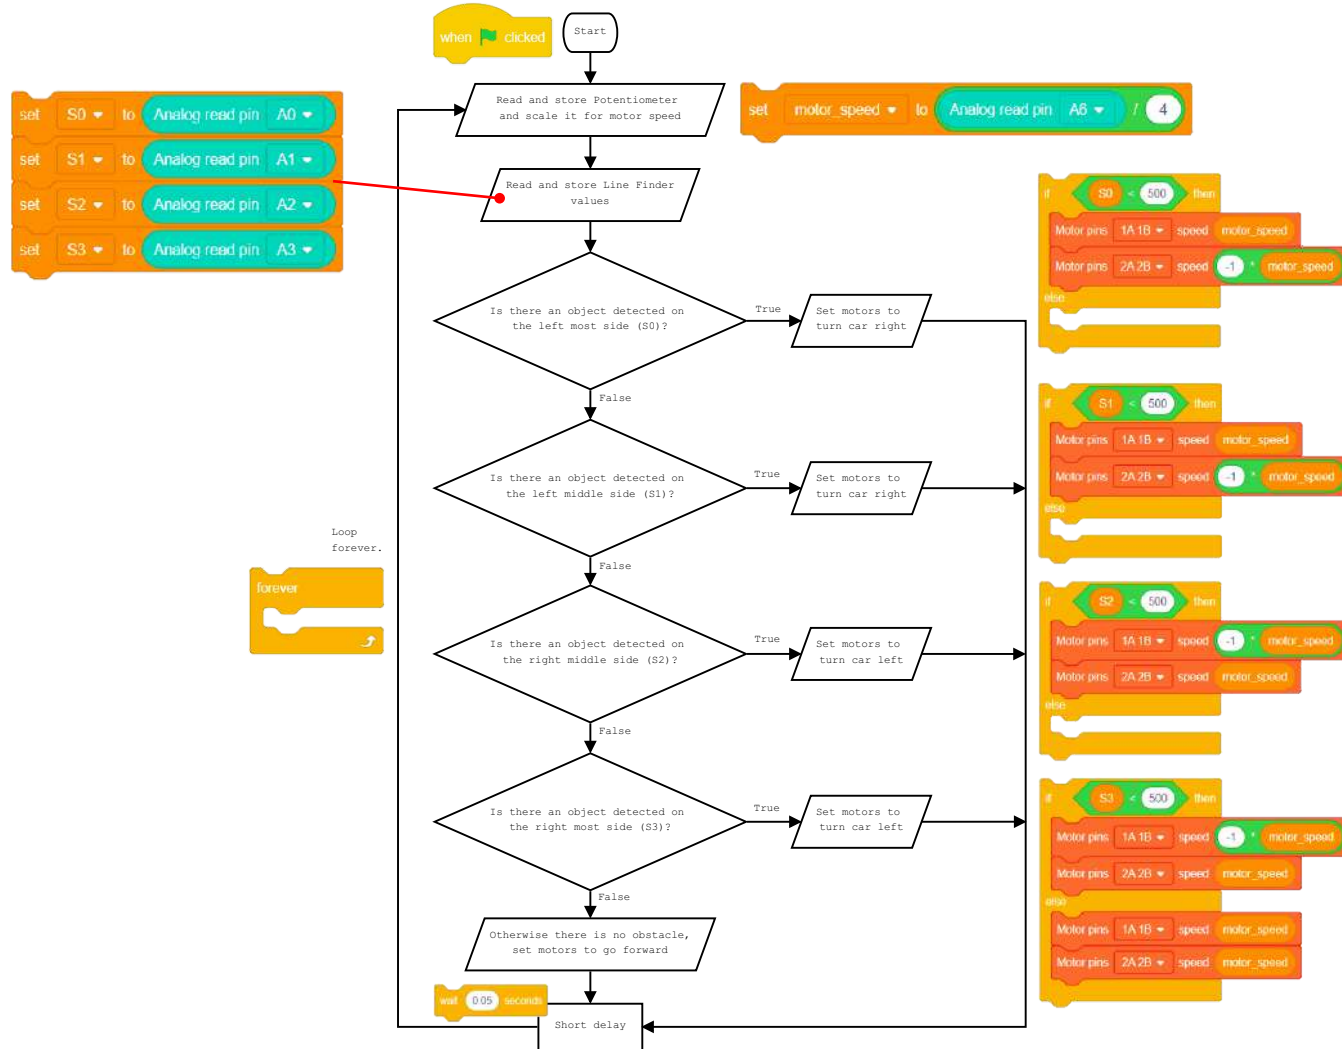 when clicked
Start
set S0 to Analog read pin A0
set S1 to Analog read pin A1
set S2 to Analog read pin A2
set S3 to Analog read pin A3
Read and store Potentiometer
and scale it for motor speed
set motor_speed to Analog read pin A6 / 4
Read and store Line Finder
values
Is there an object detected on
the left most side (S0)?
True
Set motors to
turn car right
False
if S0 < 500 then
Motor pins 1A 1B speed motor_speed
Motor pins 2A 2B speed -1 * motor_speed
else
Is there an object detected on
the left middle side (S1)?
True
Set motors to
turn car right
False
if S1 < 500 then
Motor pins 1A 1B speed motor_speed
Motor pins 2A 2B speed -1 * motor_speed
else
Loop
forever.
forever
Is there an object detected on
the right middle side (S2)?
True
Set motors to
turn car left
False
if S2 < 500 then
Motor pins 1A 1B speed -1 * motor_speed
Motor pins 2A 2B speed motor_speed
else
Is there an object detected on
the right most side (S3)?
True
Set motors to
turn car left
False
if S3 < 500 then
Motor pins 1A 1B speed -1 * motor_speed
Motor pins 2A 2B speed motor_speed
else
Motor pins 1A 1B speed motor_speed
Motor pins 2A 2B speed motor_speed
Otherwise there is no obstacle,
set motors to go forward
wait 0.05 seconds
Short delay